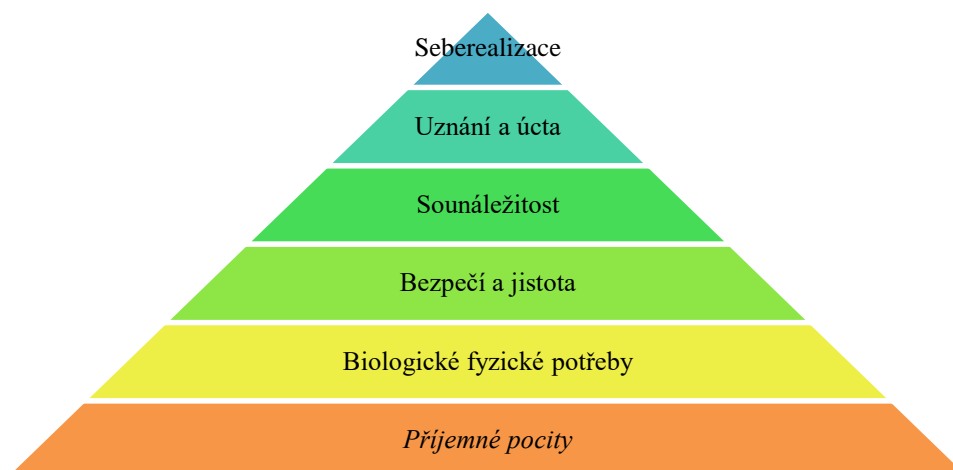 Seberealizace
Uznání a úcta
Sounáležitost
Bezpečí a jistota
Biologické fyzické potřeby
Příjemné pocity